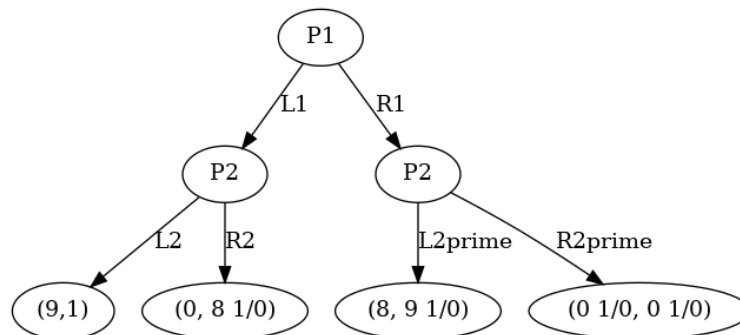 P1
L1 R1
P2 P2
L2 R2 L2prime R2prime
(9,1) (0, 8 1/0) (8, 9 1/0) (0 1/0, 0 1/0)